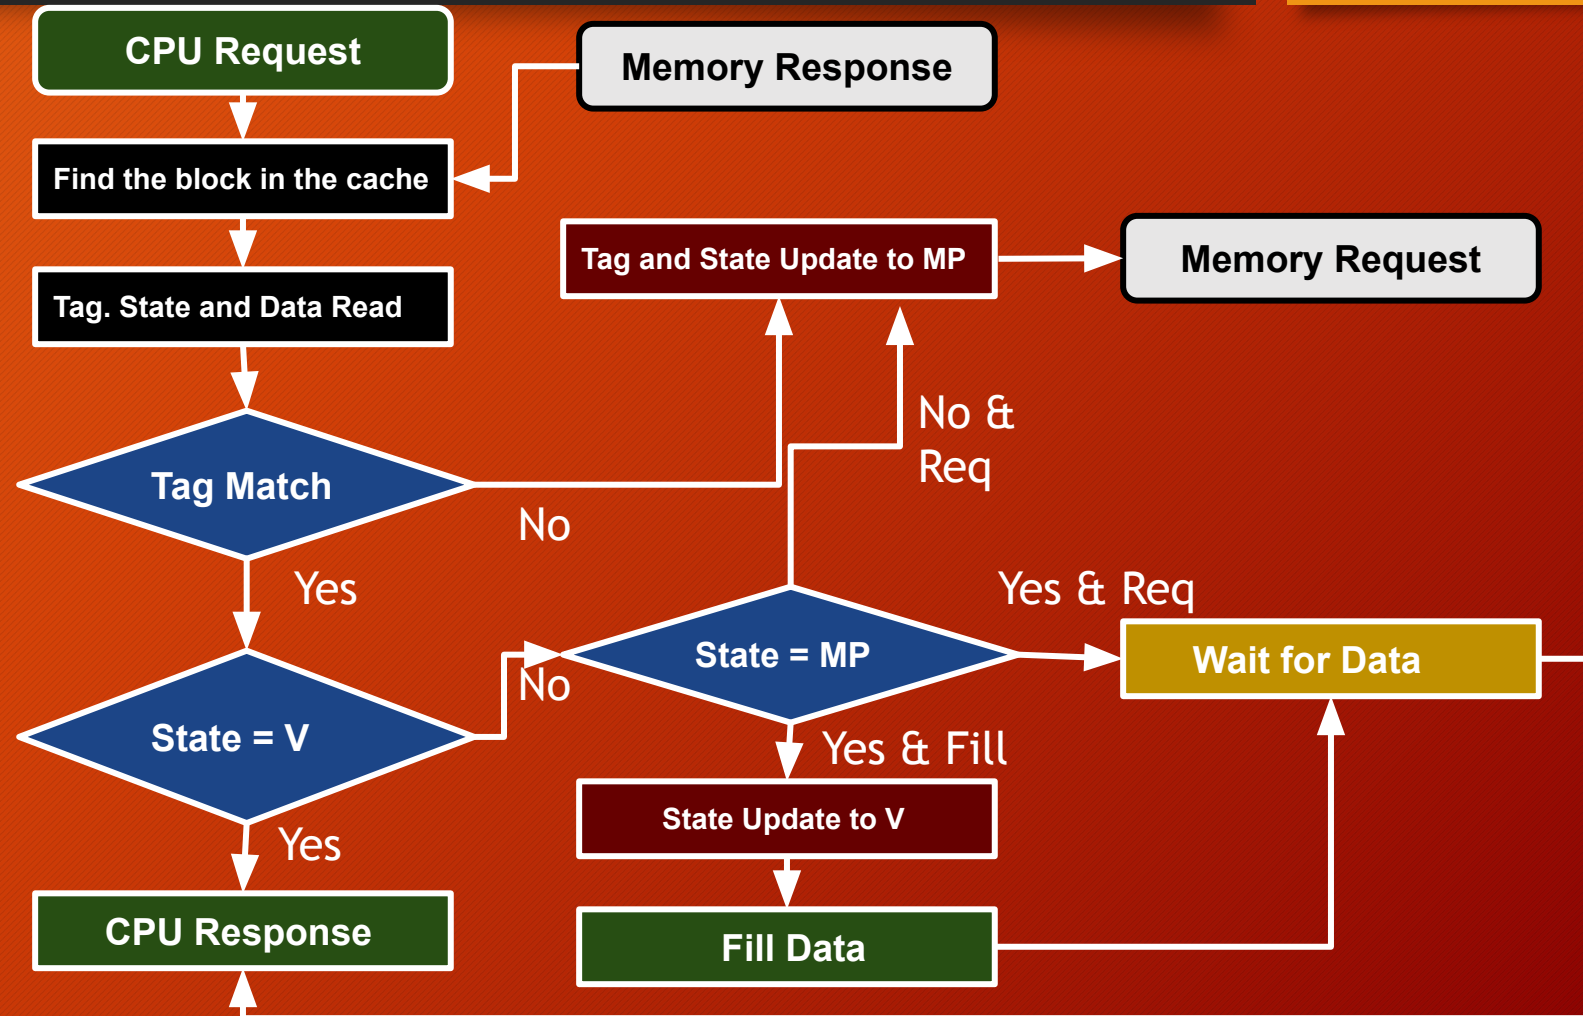 CPU Request
Memory Response
Find the block in the cache
Tag and State Update to MP
Memory Request
Tag. State and Data Read
No &
Req
Tag Match
No
Yes
Yes & Req
State = MP
Wait for Data
No
State = V
Yes & Fill
State Update to V
Yes
CPU Response
Fill Data